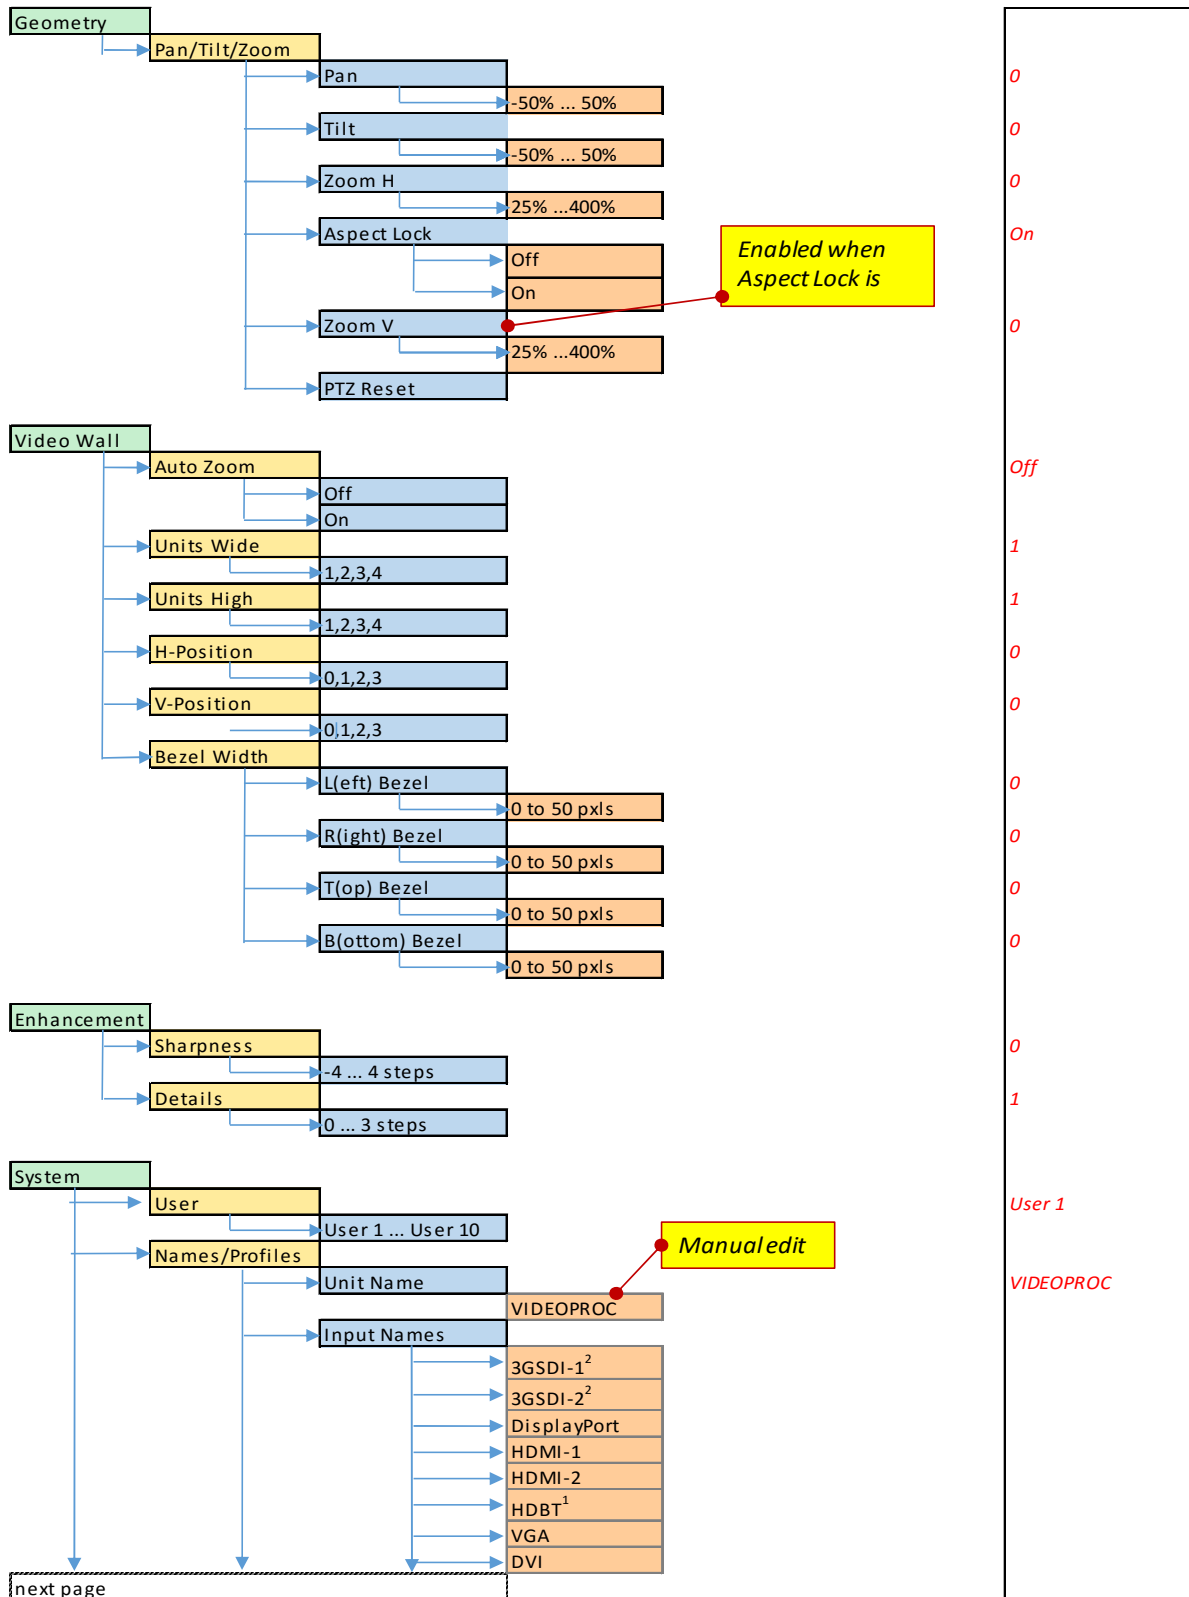 Geometry
Pan/Tilt/Zoom
Pan 0
-50% ... 50%
Tilt 0
-50% ... 50%
Zoom H 0
25% ...400%
Aspect Lock On
Off
On
Enabled when
Aspect Lock is
Zoom V 0
25% ...400%
PTZ Reset
Video Wall
Auto Zoom Off
Off
On
Units Wide 1
1,2,3,4
Units High 1
1,2,3,4
H-Position 0
0,1,2,3
V-Position 0
0,1,2,3
Bezel Width
L(eft) Bezel 0
0 to 50 pxls
R(ight) Bezel 0
0 to 50 pxls
T(op) Bezel 0
0 to 50 pxls
B(ottom) Bezel 0
0 to 50 pxls
Enhancement
Sharpness 0
-4 ... 4 steps
Details 1
0 ... 3 steps
System
User User 1
User 1 ... User 10
Manual edit
Names/Profiles
Unit Name VIDEOPROC
VIDEOPROC
Input Names
3GSDI-1²
3GSDI-2²
DisplayPort
HDMI-1
HDMI-2
HDBT¹
VGA
DVI
next page